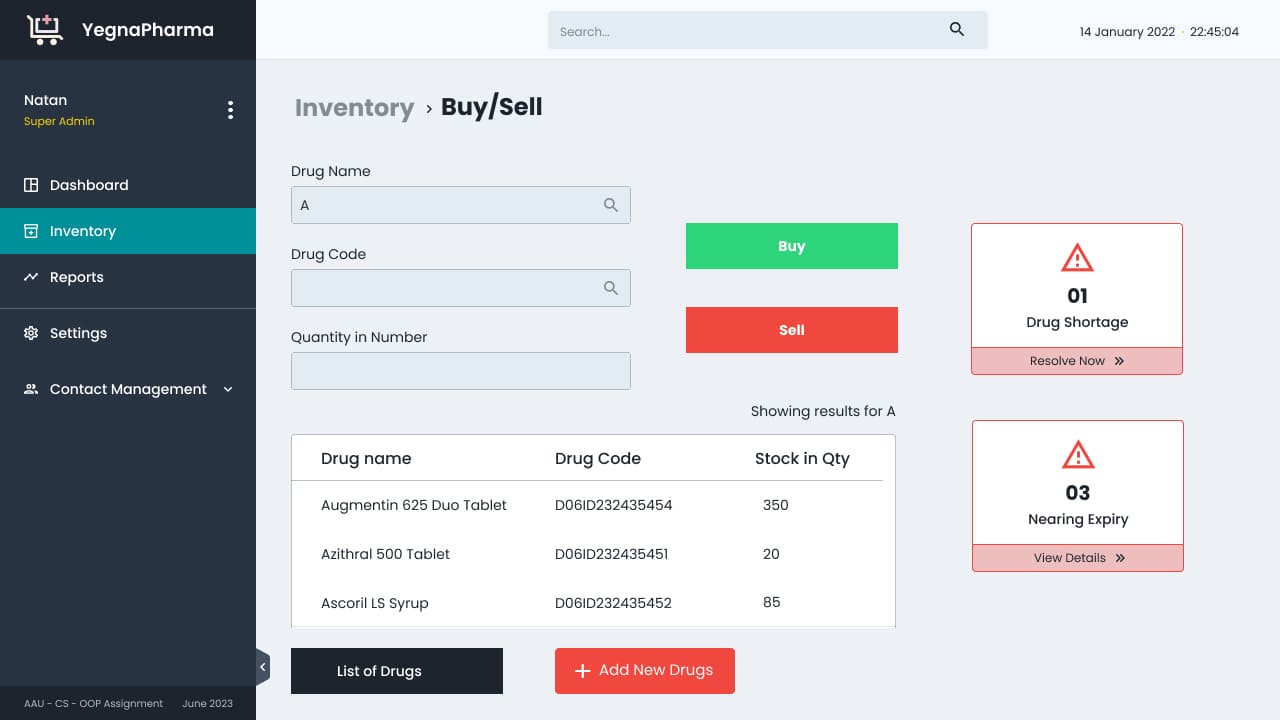 YegnaPharma
Search...
14 January 2022 · 22:45:04
Natan
Super Admin
Dashboard
Inventory
Reports
Settings
Contact Management
AAU - CS - OOP Assignment June 2023
Inventory › Buy/Sell
Drug Name
A
Drug Code
Quantity in Number
Buy
Sell
01
Drug Shortage
Resolve Now »
03
Nearing Expiry
View Details »
Showing results for A
Drug name Drug Code Stock in Qty
Augmentin 625 Duo Tablet D06ID232435454 350
Azithral 500 Tablet D06ID232435451 20
Ascoril LS Syrup D06ID232435452 85
List of Drugs
+ Add New Drugs